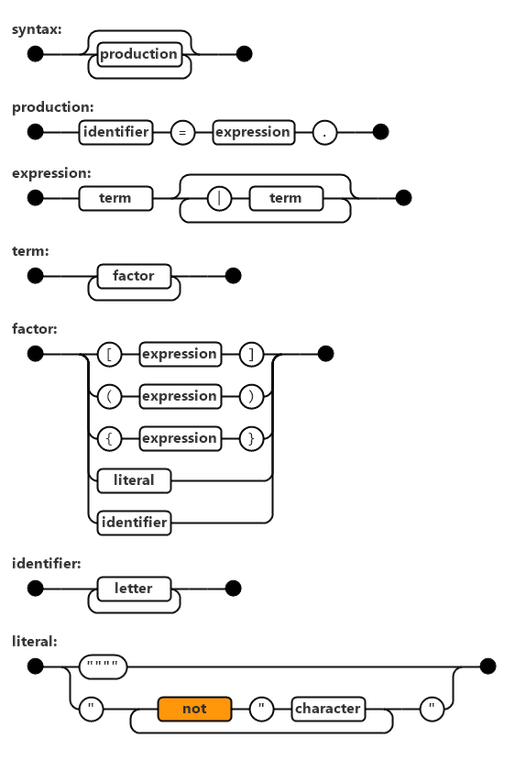 syntax:
production
production:
identifier = expression .
expression:
term | term
term:
factor
factor:
[ expression ]
( expression )
{ expression }
literal
identifier
identifier:
letter
literal:
""""
" not " character "